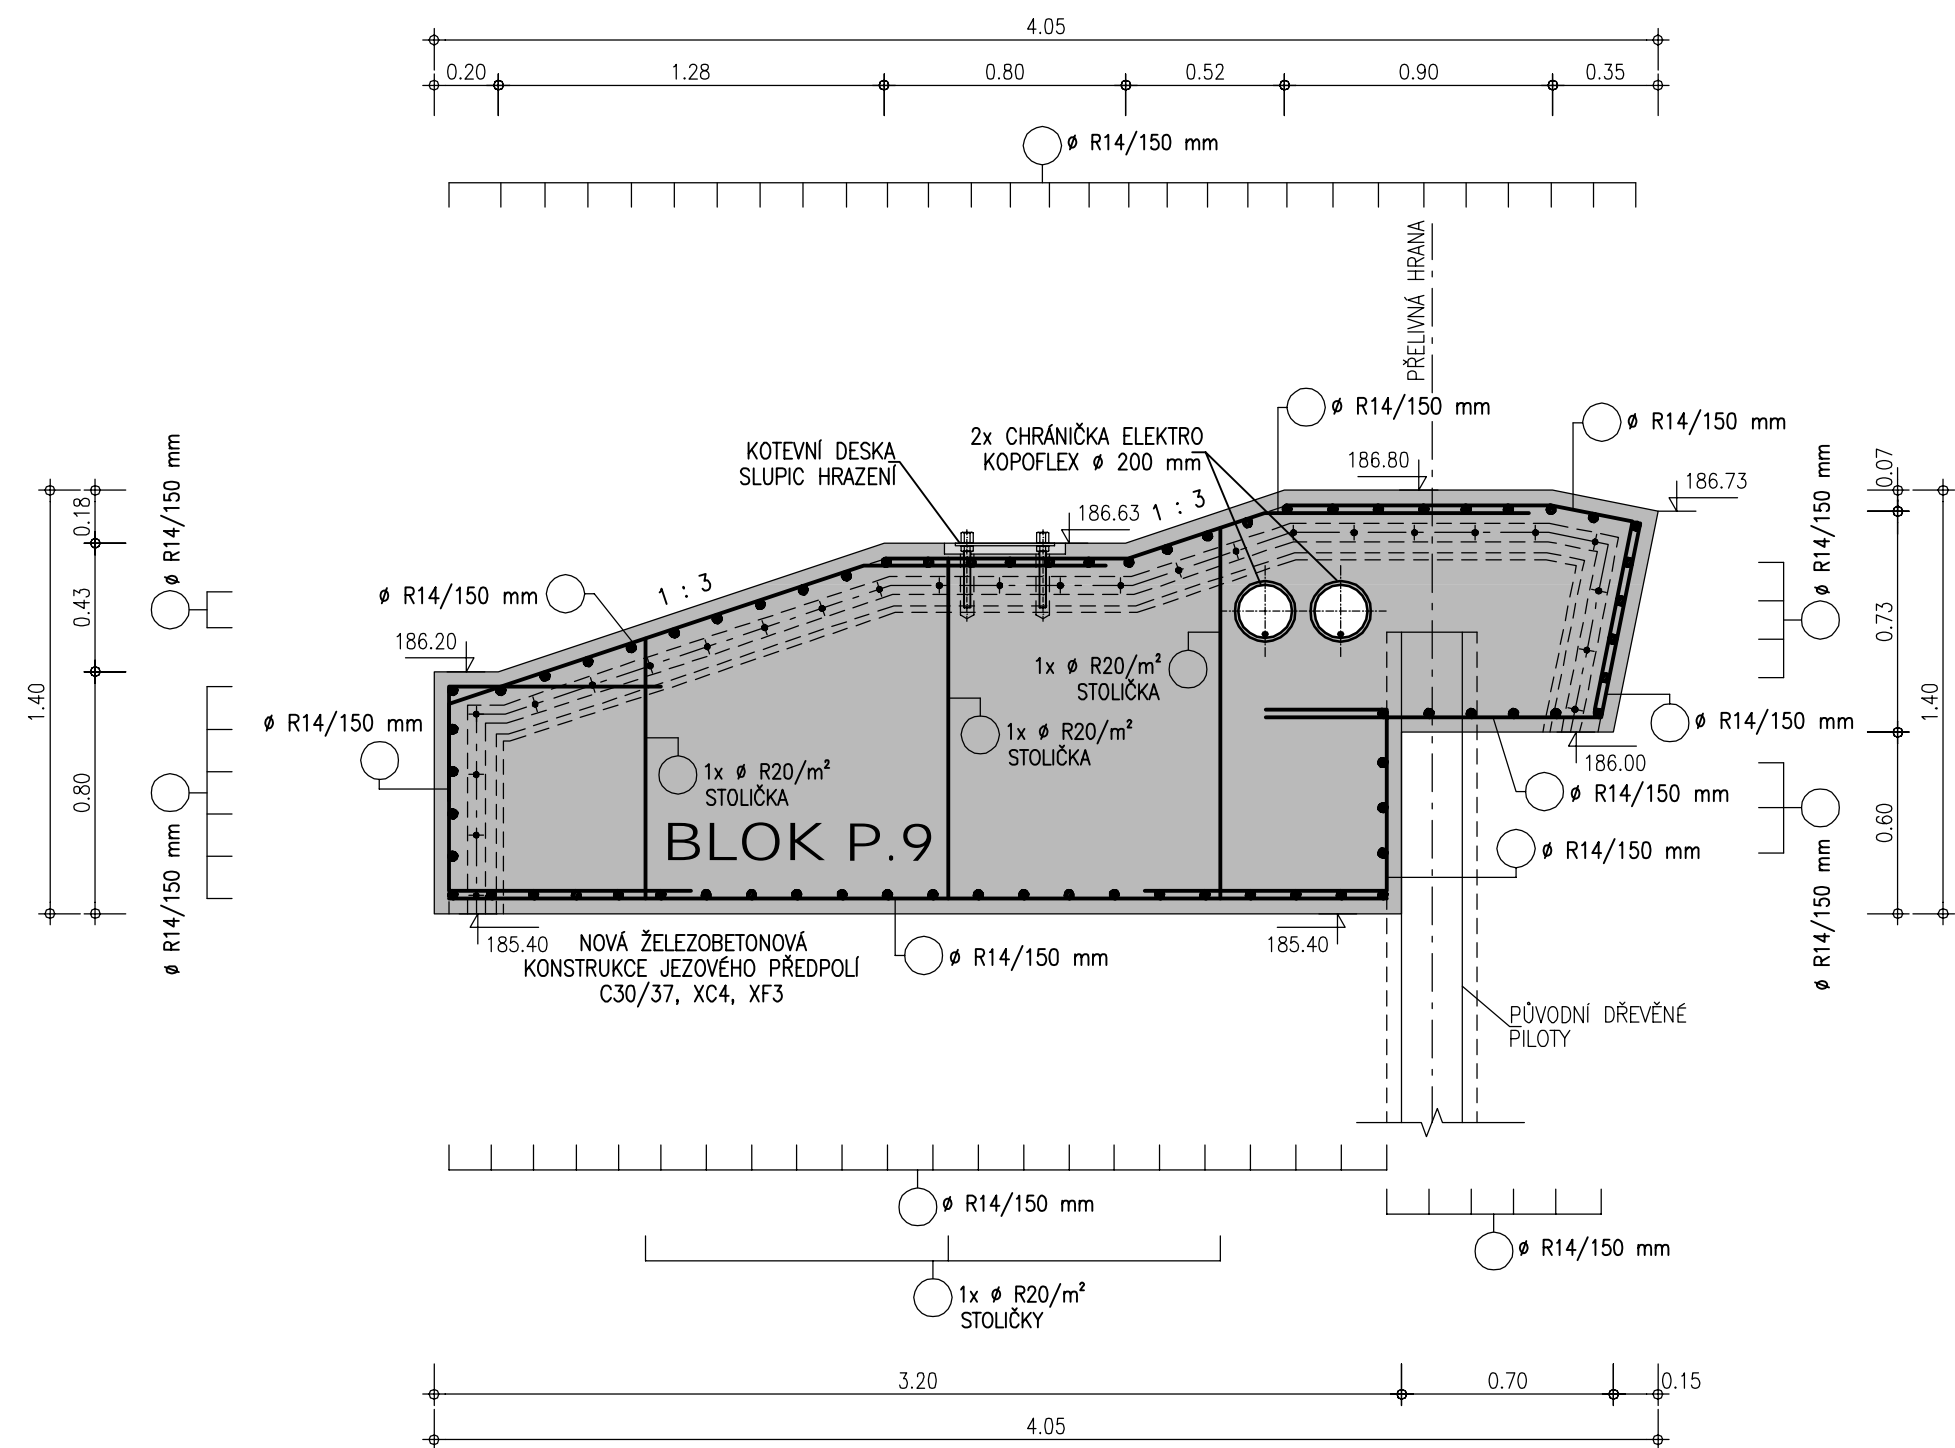 4.05
0.20 1.28 0.80 0.52 0.90 0.35
ø R14/150 mm
PŘELIVNÁ HRANA
ø R14/150 mm
ø R14/150 mm
KOTEVNÍ DESKA
SLUPIC HRAZENÍ
2x CHRÁNIČKA ELEKTRO
KOPOFLEX ø 200 mm
186.80
186.73
186.63
1 : 3
1 : 3
ø R14/150 mm
186.20
ø R14/150 mm
1x ø R20/m²
STOLIČKA
1x ø R20/m²
STOLIČKA
1x ø R20/m²
STOLIČKA
BLOK P.9
ø R14/150 mm
186.00
ø R14/150 mm
ø R14/150 mm
185.40
185.40
NOVÁ ŽELEZOBETONOVÁ
KONSTRUKCE JEZOVÉHO PŘEDPOLÍ
C30/37, XC4, XF3
ø R14/150 mm
PŮVODNÍ DŘEVĚNÉ
PILOTY
1.40
0.18
0.43
0.80
ø R14/150 mm
ø R14/150 mm
ø R14/150 mm
ø R14/150 mm
0.07
0.73
0.60
1.40
ø R14/150 mm
ø R14/150 mm
1x ø R20/m²
STOLIČKY
3.20 0.70 0.15
4.05